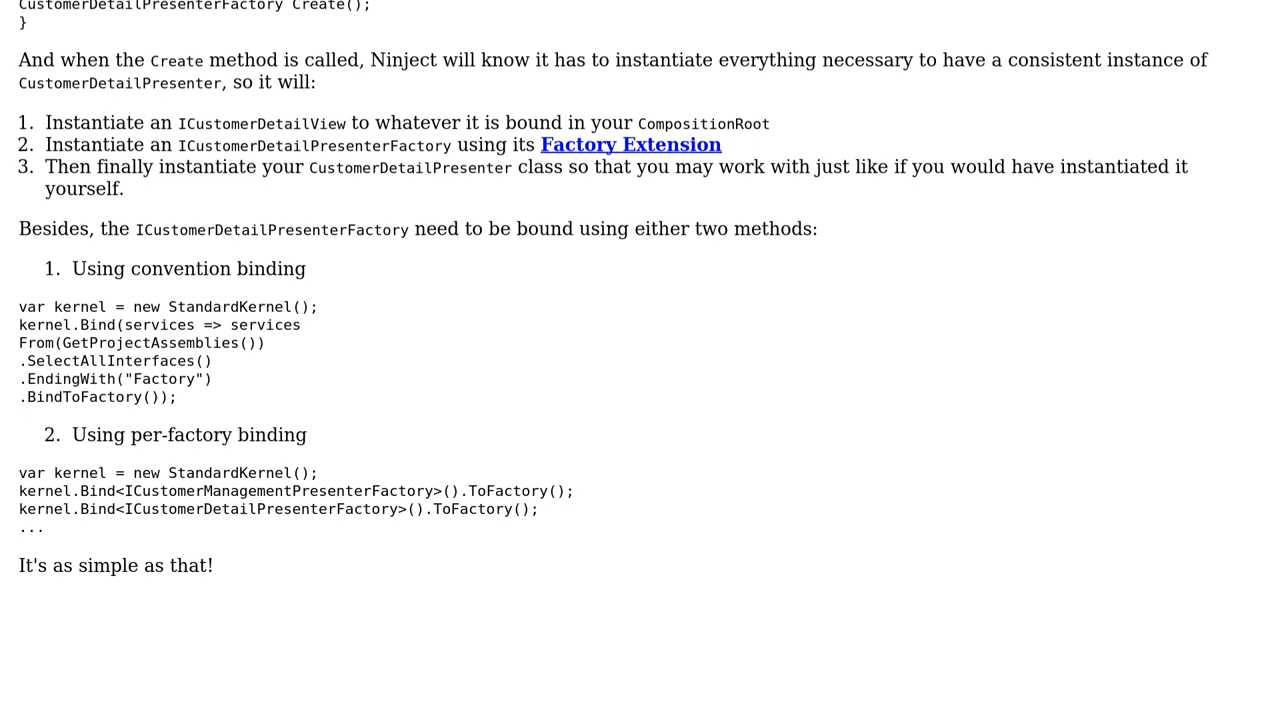 CustomerDetailPresenterFactory Create();
}
And when the Create method is called, Ninject will know it has to instantiate everything necessary to have a consistent instance of
CustomerDetailPresenter, so it will:
1. Instantiate an ICustomerDetailView to whatever it is bound in your CompositionRoot
2. Instantiate an ICustomerDetailPresenterFactory using its Factory Extension
3. Then finally instantiate your CustomerDetailPresenter class so that you may work with just like if you would have instantiated it
yourself.
Besides, the ICustomerDetailPresenterFactory need to be bound using either two methods:
1. Using convention binding
var kernel = new StandardKernel();
kernel.Bind(services => services
From(GetProjectAssemblies())
.SelectAllInterfaces()
.EndingWith("Factory")
.BindToFactory());
2. Using per-factory binding
var kernel = new StandardKernel();
kernel.Bind<ICustomerManagementPresenterFactory>().ToFactory();
kernel.Bind<ICustomerDetailPresenterFactory>().ToFactory();
...
It's as simple as that!